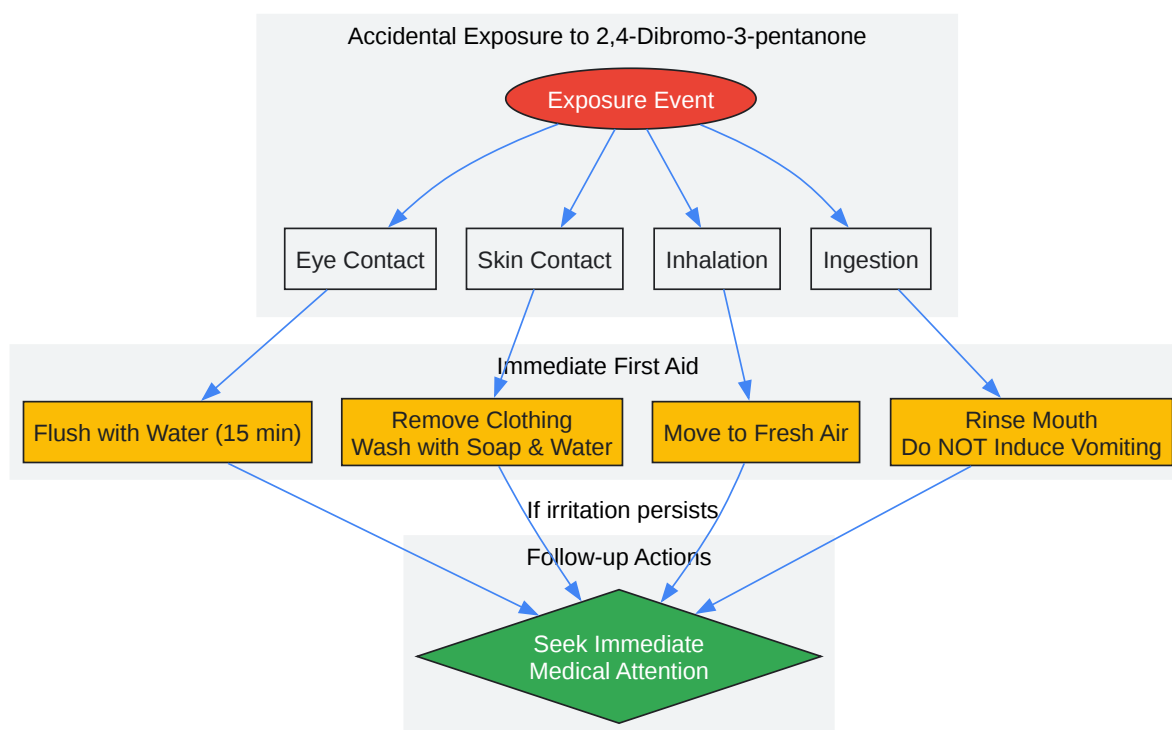 Accidental Exposure to 2,4-Dibromo-3-pentanone
Exposure Event
Eye Contact
Skin Contact
Inhalation
Ingestion
Immediate First Aid
Flush with Water (15 min)
Remove Clothing
Wash with Soap & Water
Move to Fresh Air
Rinse Mouth
Do NOT Induce Vomiting
If irritation persists
Follow-up Actions
Seek Immediate
Medical Attention